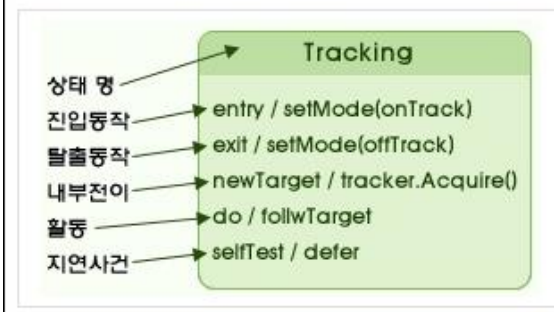 Tracking
상태 명
진입동작
entry / setMode(onTrack)
탈출동작
exit / setMode(offTrack)
내부전이
newTarget / tracker.Acquire()
활동
do / follwTarget
지연사건
selfTest / defer